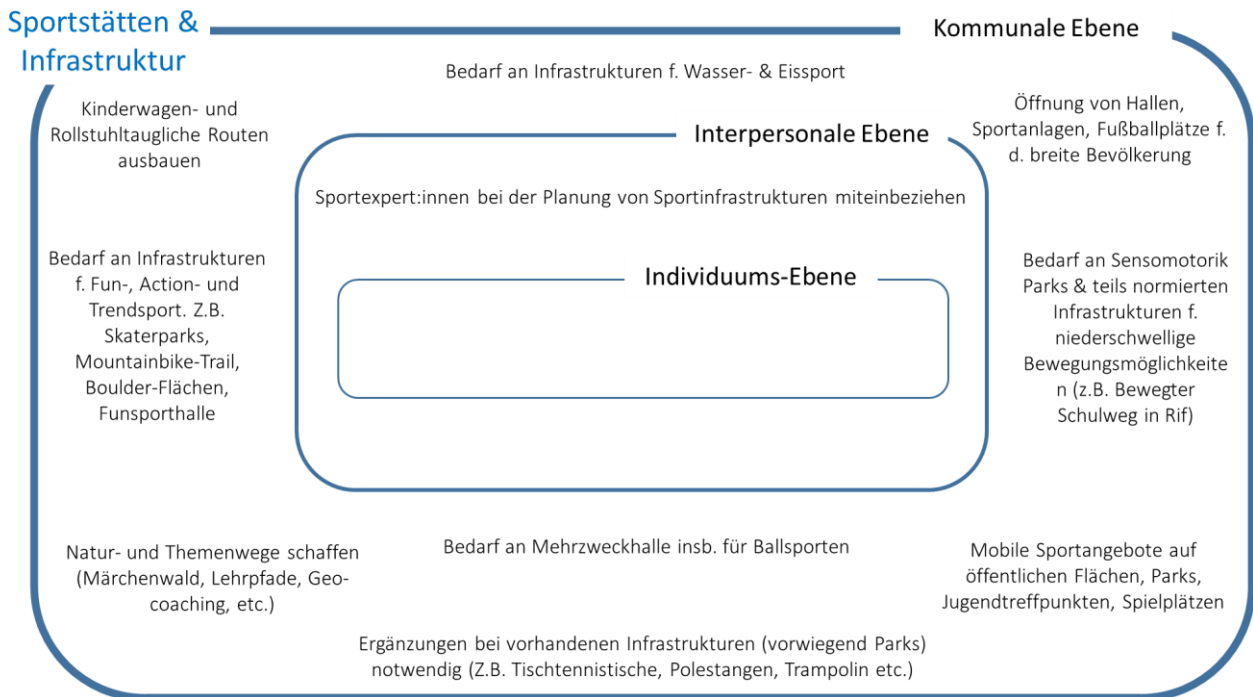 Sportstätten &
Infrastruktur
Kommunale Ebene
Bedarf an Infrastrukturen f. Wasser- & Eissport
Kinderwagen- und
Rollstuhltaugliche Routen
ausbauen
Öffnung von Hallen,
Sportanlagen, Fußballplätze f.
d. breite Bevölkerung
Interpersonale Ebene
Sportexpert:innen bei der Planung von Sportinfrastrukturen miteinbeziehen
Bedarf an Infrastrukturen
f. Fun-, Action- und
Trendsport. Z.B.
Skaterparks,
Mountainbike-Trail,
Boulder-Flächen,
Funsporthalle
Individuums-Ebene
Bedarf an Sensomotorik
Parks & teils normierten
Infrastrukturen f.
niederschwellige
Bewegungsmöglichkeite
n (z.B. Bewegter
Schulweg in Rif)
Natur- und Themenwege schaffen
(Märchenwald, Lehrpfade, Geo-
coaching, etc.)
Bedarf an Mehrzweckhalle insb. für Ballsporten
Mobile Sportangebote auf
öffentlichen Flächen, Parks,
Jugendtreffpunkten, Spielplätzen
Ergänzungen bei vorhandenen Infrastrukturen (vorwiegend Parks)
notwendig (Z.B. Tischtennistische, Polestangen, Trampolin etc.)